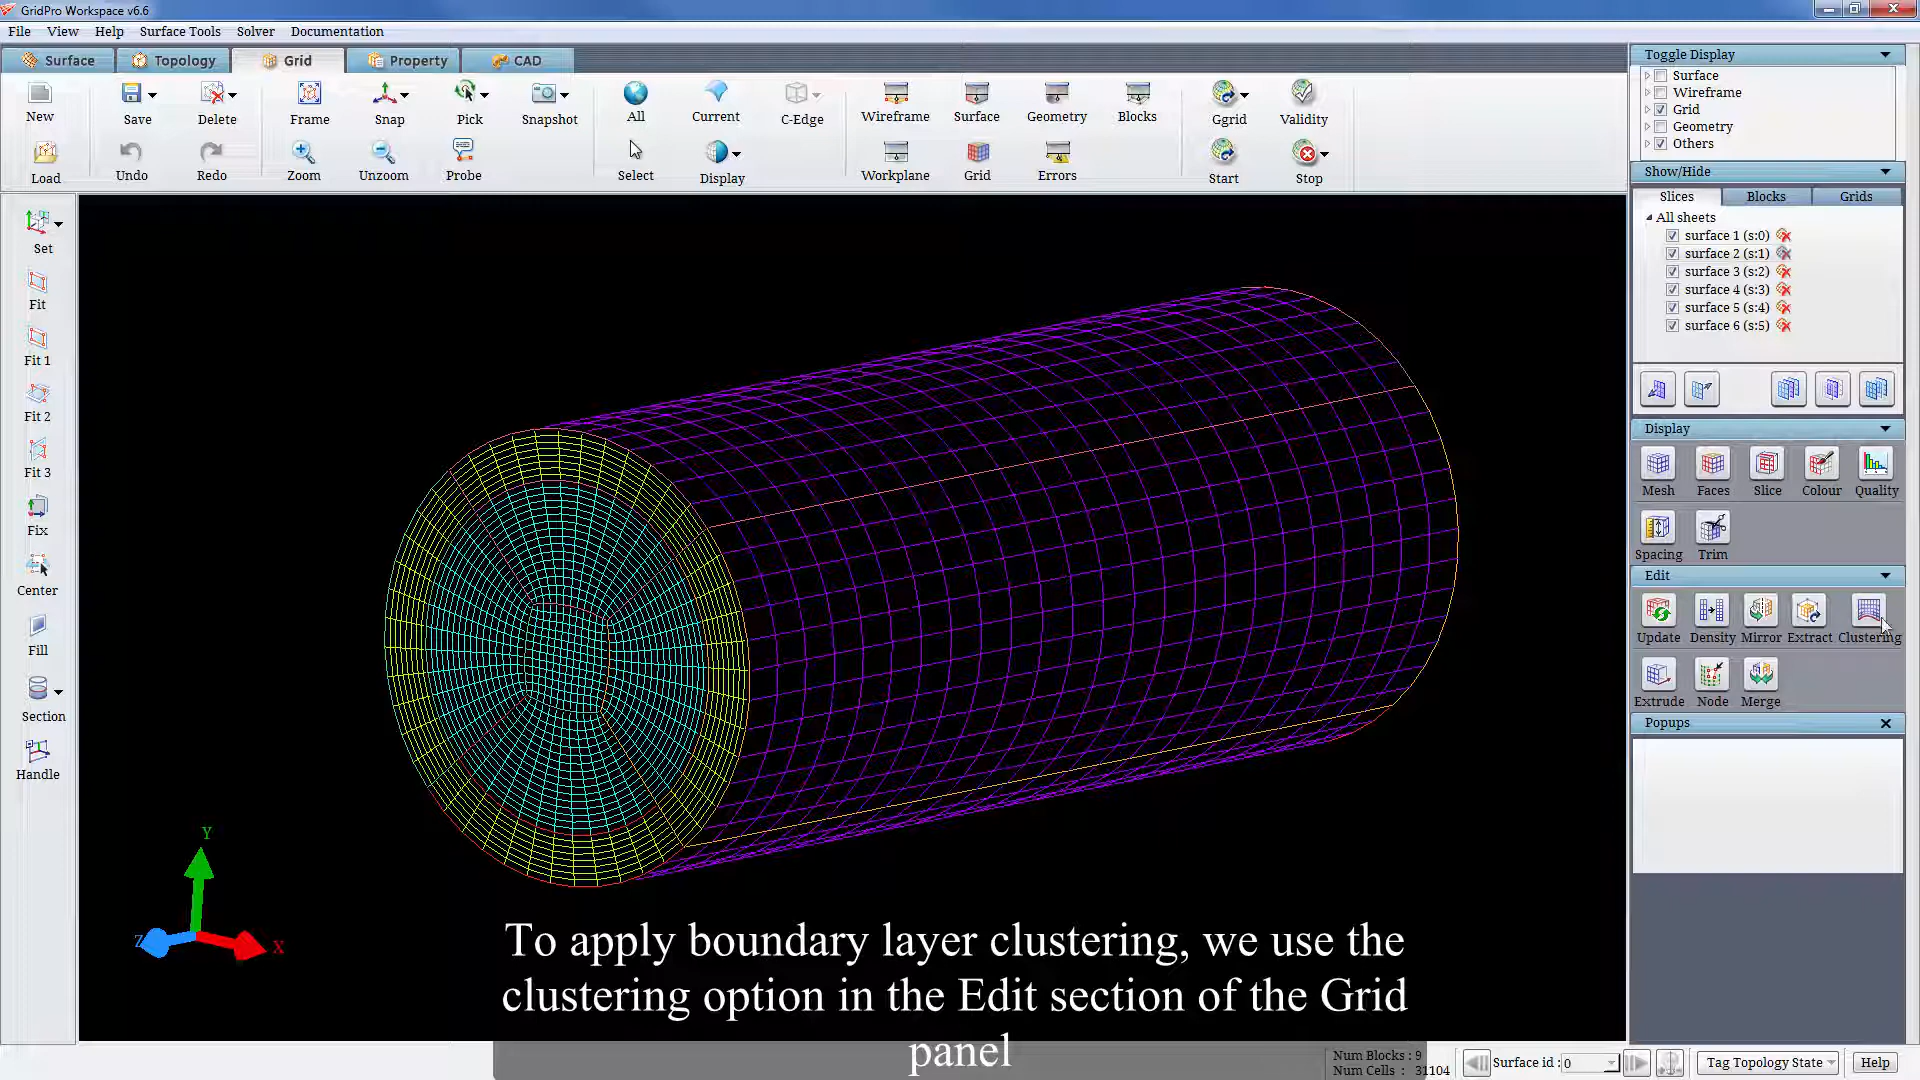 GridPro Workspace v6.6
File View Help Surface Tools Solver Documentation
Surface Topology Grid Property CAD
New Save Delete Frame Snap Pick Snapshot All Current C-Edge Wireframe Surface Geometry Blocks Ggrid Validity
Load Undo Redo Zoom Unzoom Probe Select Display Workplane Grid Errors Start Stop
Set
Fit
Fit 1
Fit 2
Fit 3
Fix
Center
Fill
Section
Handle
Y
Z
X
To apply boundary layer clustering, we use the
clustering option in the Edit section of the Grid
panel
Toggle Display
Surface
Wireframe
Grid
Geometry
Others
Show/Hide
Slices Blocks Grids
All sheets
surface 1 (s:0)
surface 2 (s:1)
surface 3 (s:2)
surface 4 (s:3)
surface 5 (s:4)
surface 6 (s:5)
Display
Mesh Faces Slice Colour Quality
Spacing Trim
Edit
Update Density Mirror Extract Clustering
Extrude Node Merge
Popups
Num Blocks : 9
Num Cells : 31104
Surface id : 0
Tag Topology State
Help